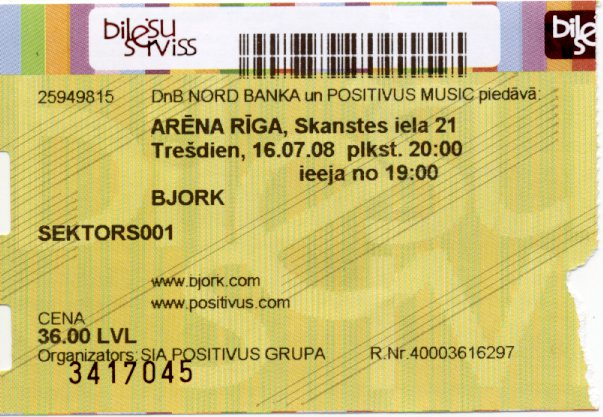 biļešu
serviss
25949815 DnB NORD BANKA un POSITIVUS MUSIC piedāvā:
ARĒNA RĪGA, Skanstes iela 21
Trešdien, 16.07.08 plkst. 20:00
ieeja no 19:00
BJORK
SEKTORS001
www.bjork.com
www.positivus.com
CENA
36.00 LVL
Organizators: SIA POSITIVUS GRUPA R.Nr.40003616297
3417045